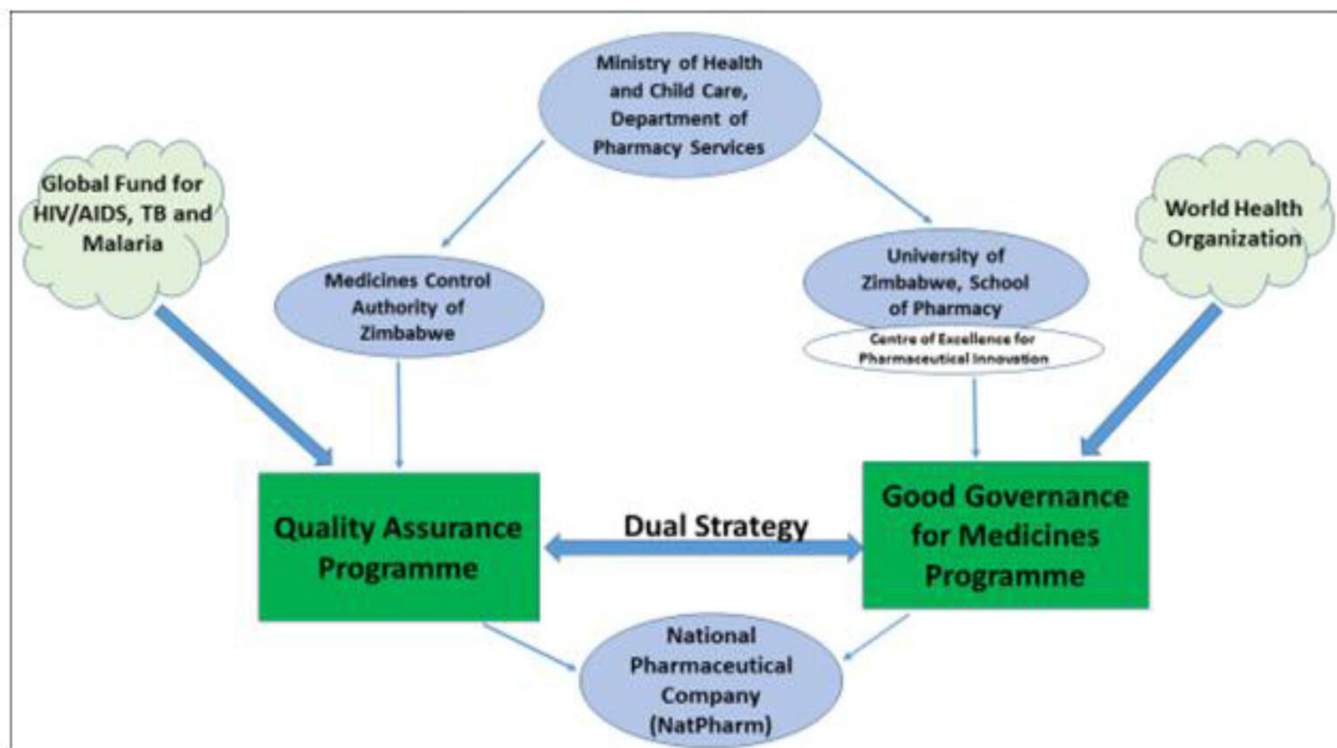 Ministry of Health
and Child Care,
Department of
Pharmacy Services
Global Fund for
HIV/AIDS, TB and
Malaria
World Health
Organization
Medicines Control
Authority of
Zimbabwe
University of
Zimbabwe, School
of Pharmacy
Centre of Excellence for
Pharmaceutical Innovation
Quality Assurance
Programme
Dual Strategy
Good Governance
for Medicines
Programme
National
Pharmaceutical
Company
(NatPharm)